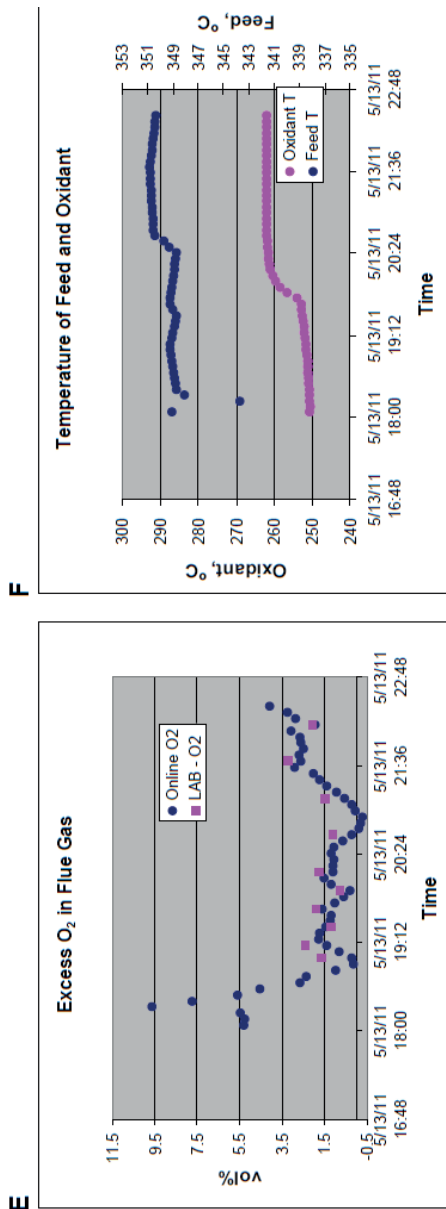 E
Excess O2 in Flue Gas
11.5
9.5
7.5
5.5
3.5
1.5
-0.5
vol%
Online O2
LAB - O2
5/13/11 16:48
5/13/11 18:00
5/13/11 19:12
5/13/11 20:24
5/13/11 21:36
5/13/11 22:48
Time
F
Temperature of Feed and Oxidant
300
290
280
270
260
250
240
Oxidant, °C
353
351
349
347
345
343
341
339
337
335
Feed, °C
Oxidant T
Feed T
5/13/11 16:48
5/13/11 18:00
5/13/11 19:12
5/13/11 20:24
5/13/11 21:36
5/13/11 22:48
Time